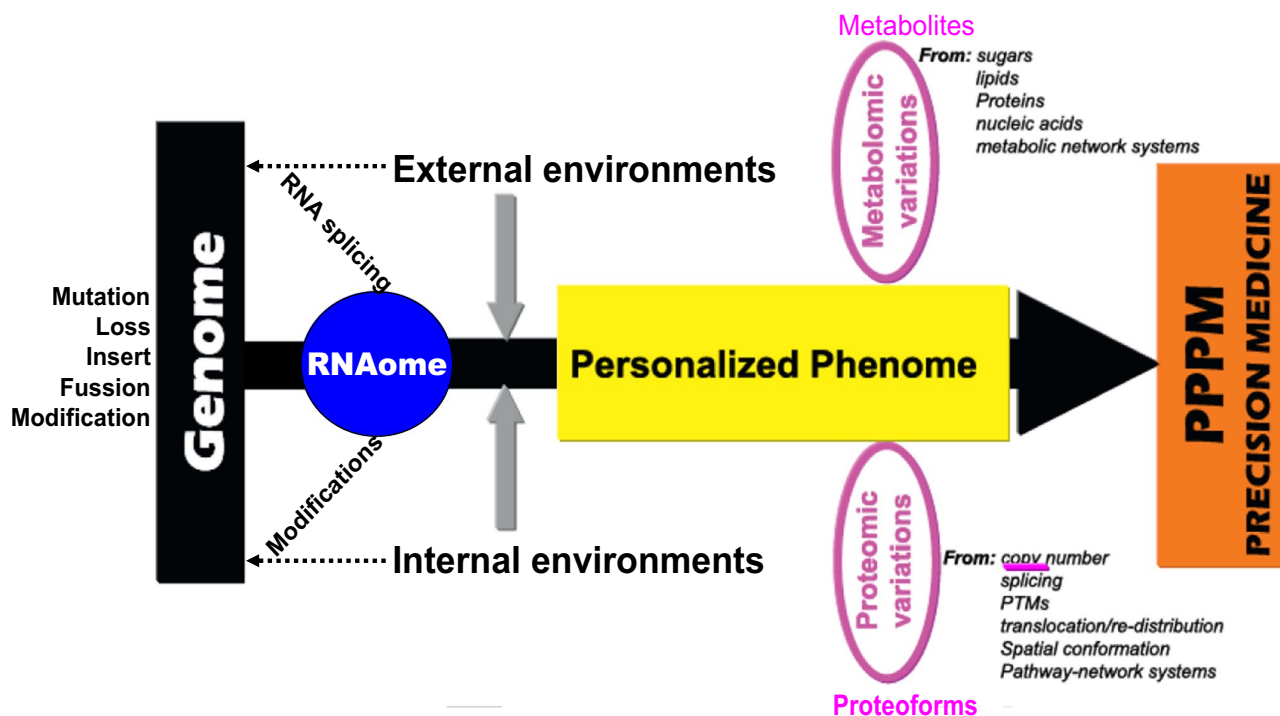 Metabolites
From: sugars
lipids
Proteins
nucleic acids
metabolic network systems
Metabolomic
variations
External environments
RNA splicing
Genome
Mutation
Loss
Insert
Fussion
Modification
RNAome
Personalized Phenome
PPPM
PRECISION MEDICINE
Modifications
Internal environments
Proteomic
variations
From: copy number
splicing
PTMs
translocation/re-distribution
Spatial conformation
Pathway-network systems
Proteoforms